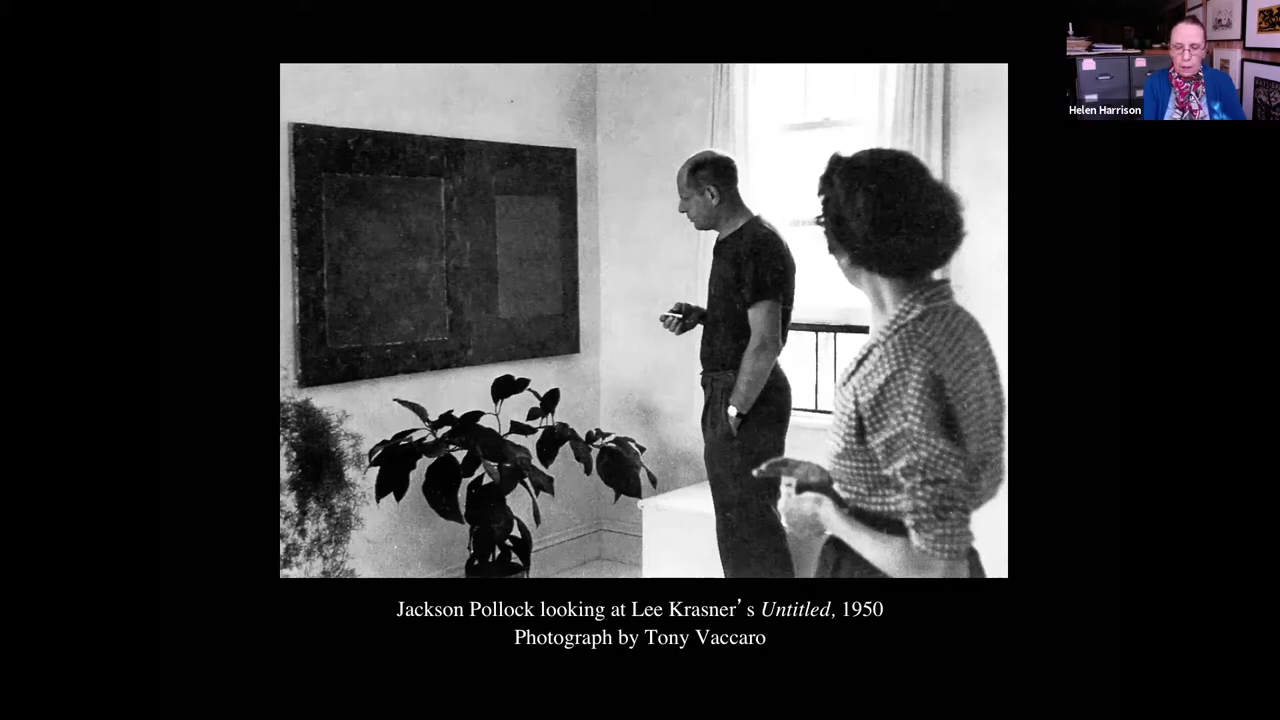 Helen Harrison
Jackson Pollock looking at Lee Krasner’s Untitled, 1950
Photograph by Tony Vaccaro